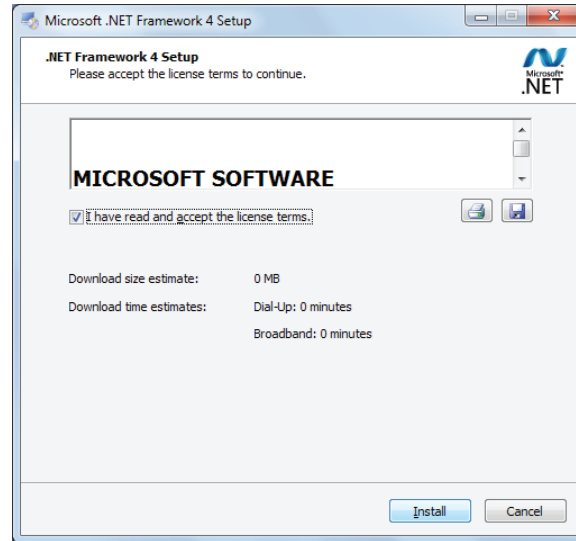 Microsoft .NET Framework 4 Setup
.NET Framework 4 Setup
Please accept the license terms to continue.
Microsoft®
.NET
MICROSOFT SOFTWARE
I have read and accept the license terms.
Download size estimate: 0 MB
Download time estimates: Dial-Up: 0 minutes
Broadband: 0 minutes
Install Cancel